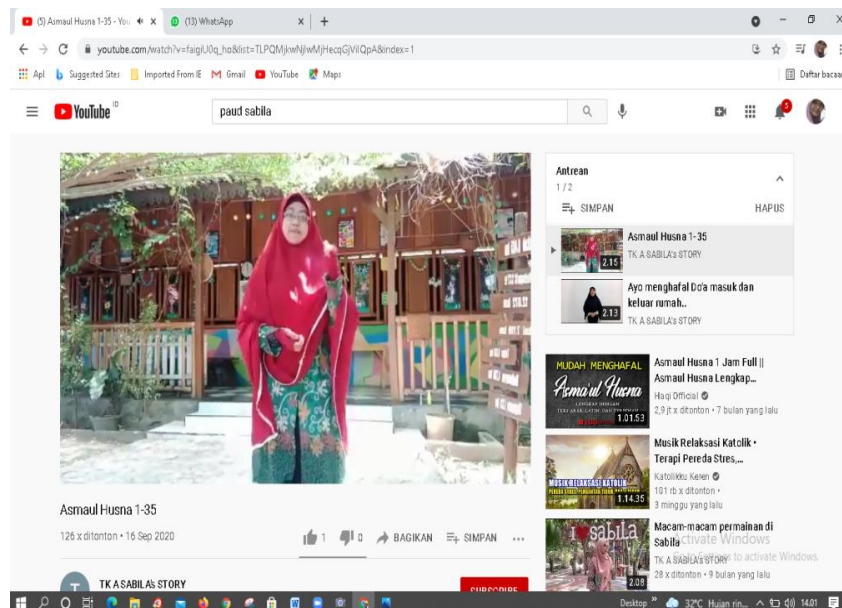 (5) Asmaul Husna 1-35 - You
(13) WhatsApp
youtube.com/watch?v=faigiU0q_ho&list=TLPQMjkwNjIwMjHecqGjVilQpA&index=1
Apl
Suggested Sites
Imported From IE
Gmail
YouTube
Maps
Daftar bacaan
YouTube ID
paud sabila
5
Antrean
1 / 2
SIMPAN
HAPUS
Asmaul Husna 1-35
TK A SABILA's STORY
2.15
Ayo menghafal Do'a masuk dan
keluar rumah...
TK A SABILA's STORY
2.13
MUDAH MENGHAFAL
Asma'ul Husna
1.01.53
Asmaul Husna 1 Jam Full ||
Asmaul Husna Lengkap...
Haqi Official
2,9 jt x ditonton • 7 bulan yang lalu
MUSIK RELAKSASI KATOLIK
1.14.35
Musik Relaksasi Katolik •
Terapi Pereda Stres,...
Katolikku Keren
101 rb x ditonton •
3 minggu yang lalu
i sabila
2.08
Macam-macam permainan di
Sabila
TK A SABILA's STORY
28 x ditonton • 9 bulan yang lalu
Activate Windows
Go to Settings to activate Windows.
Asmaul Husna 1-35
126 x ditonton • 16 Sep 2020
1
0
BAGIKAN
SIMPAN
T
TK A SABILA's STORY
SUBSCRIBE
Desktop
32°C Hujan rin...
14.01